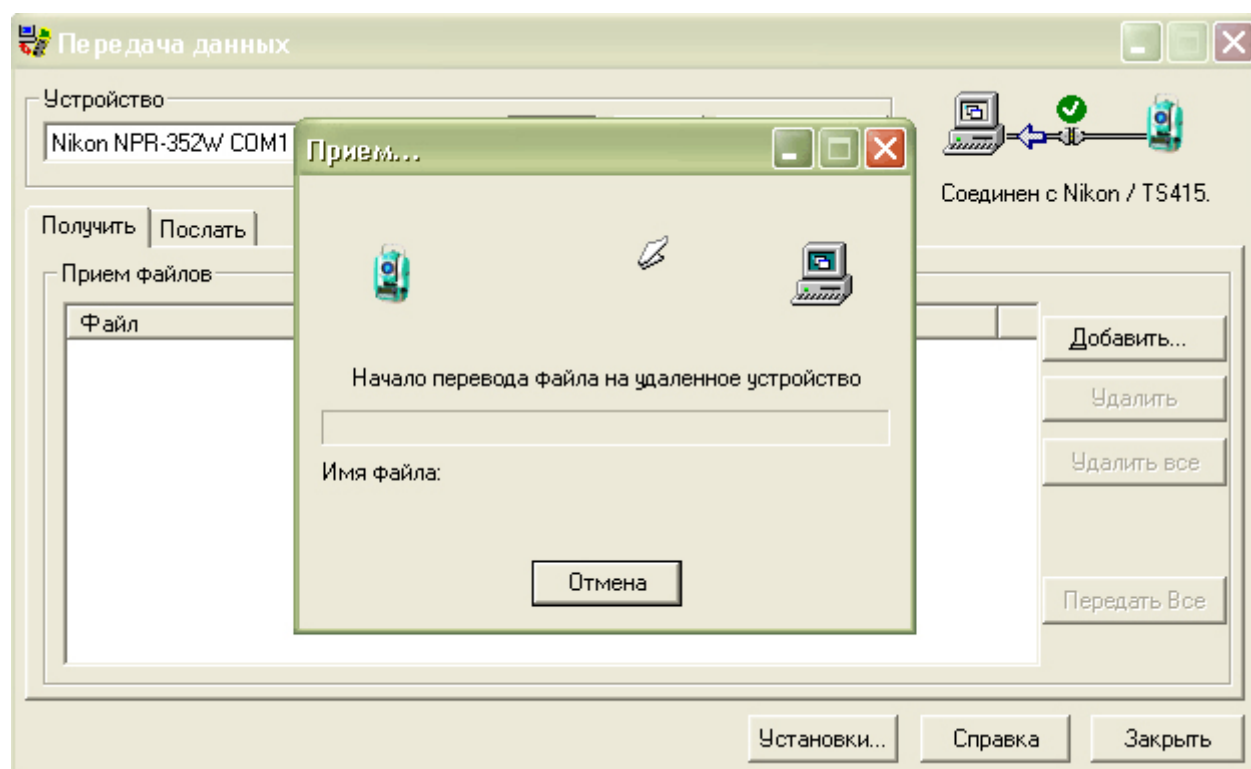 Передача данных
Устройство
Nikon NPR-352W COM1
Соединен с Nikon / TS415.
Получить
Послать
Прием файлов
Файл
Добавить...
Удалить
Удалить все
Передать Все
Прием...
Начало перевода файла на удаленное устройство
Имя файла:
Отмена
Установки...
Справка
Закрыть